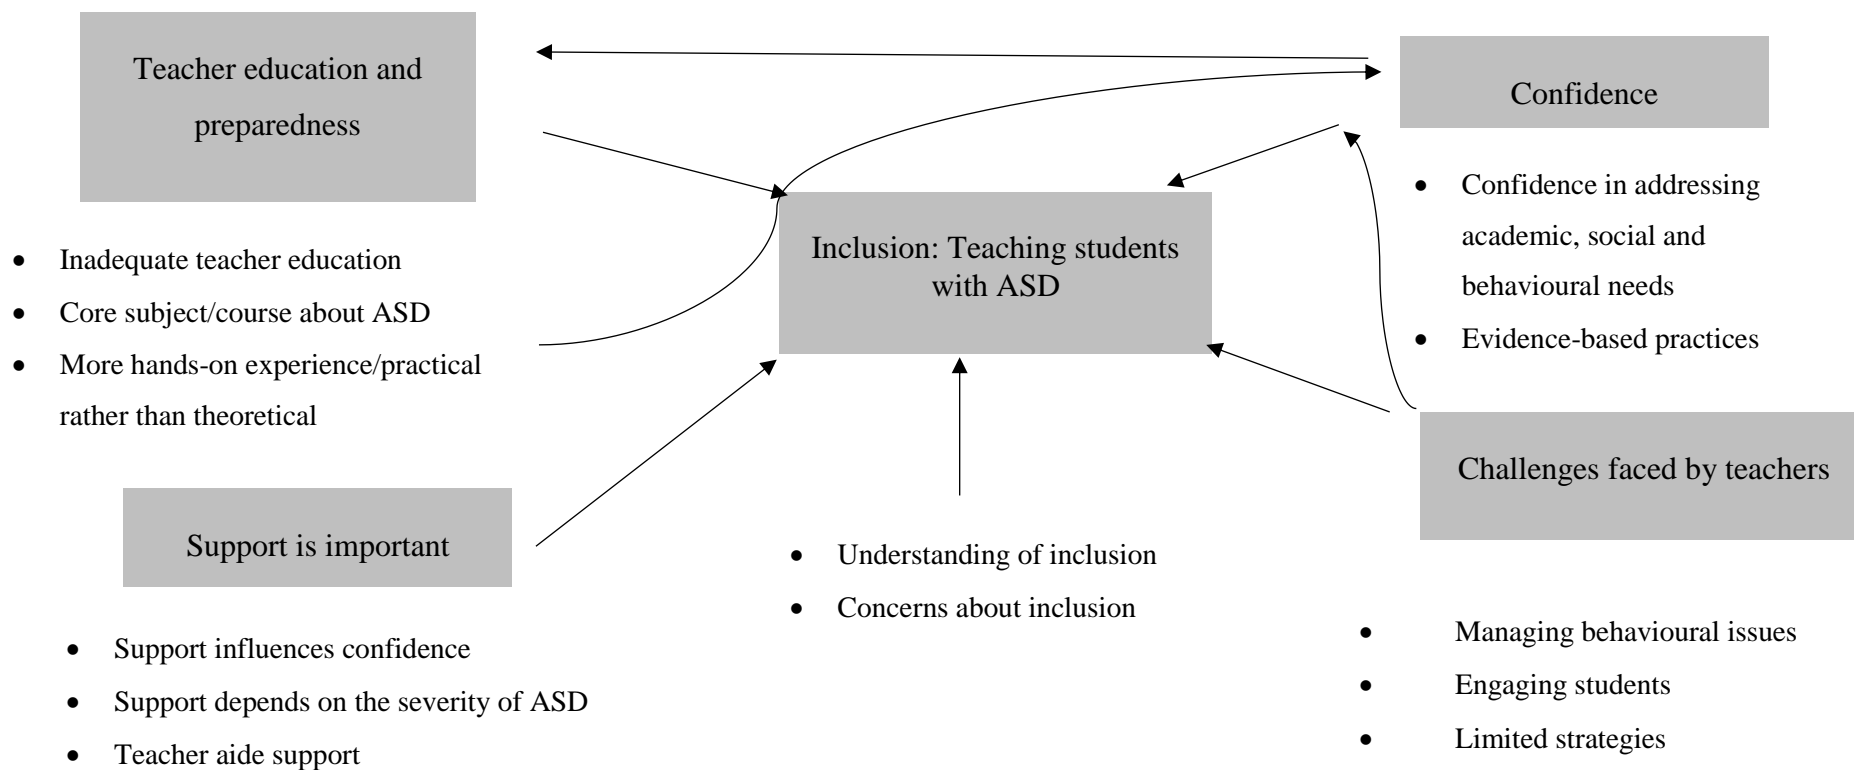 Teacher education and
preparedness
• Inadequate teacher education
• Core subject/course about ASD
• More hands-on experience/practical
rather than theoretical
Support is important
• Support influences confidence
• Support depends on the severity of ASD
• Teacher aide support
Inclusion: Teaching students
with ASD
• Understanding of inclusion
• Concerns about inclusion
Confidence
• Confidence in addressing
academic, social and
behavioural needs
• Evidence-based practices
Challenges faced by teachers
• Managing behavioural issues
• Engaging students
• Limited strategies